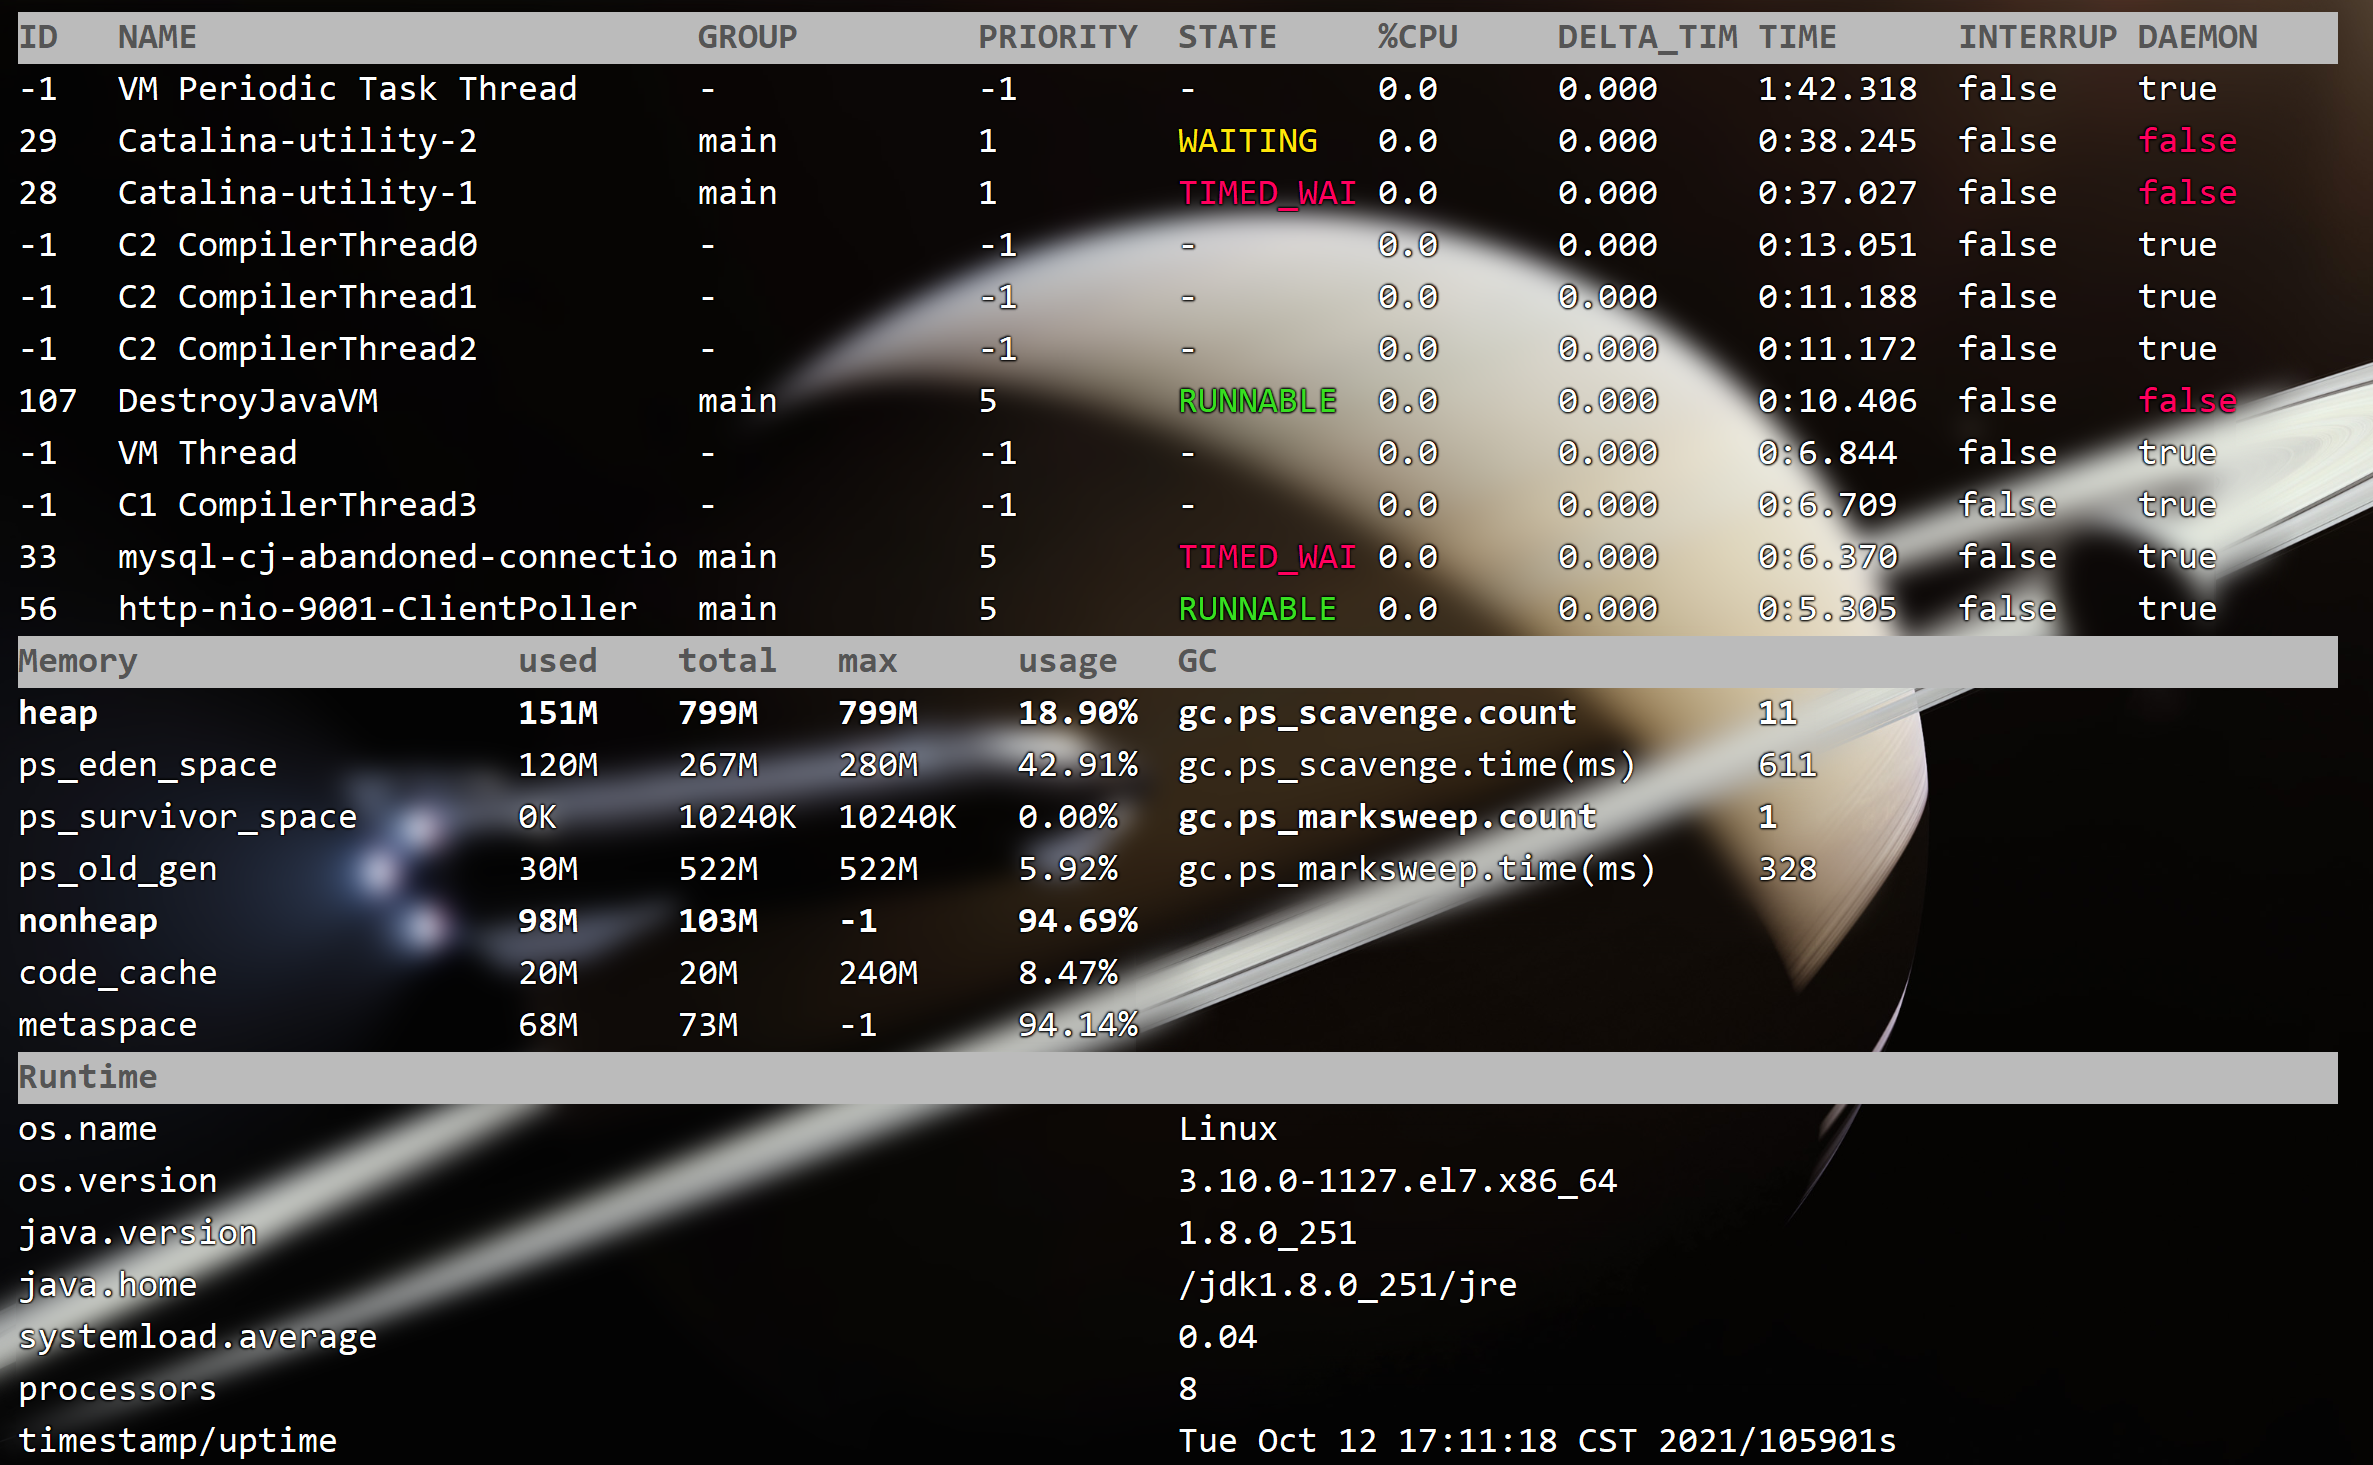 ID NAME GROUP PRIORITY STATE %CPU DELTA_TIM TIME INTERRUP DAEMON
-1 VM Periodic Task Thread - -1 - 0.0 0.000 1:42.318 false true
29 Catalina-utility-2 main 1 WAITING 0.0 0.000 0:38.245 false false
28 Catalina-utility-1 main 1 TIMED_WAI 0.0 0.000 0:37.027 false false
-1 C2 CompilerThread0 - -1 - 0.0 0.000 0:13.051 false true
-1 C2 CompilerThread1 - -1 - 0.0 0.000 0:11.188 false true
-1 C2 CompilerThread2 - -1 - 0.0 0.000 0:11.172 false true
107 DestroyJavaVM main 5 RUNNABLE 0.0 0.000 0:10.406 false false
-1 VM Thread - -1 - 0.0 0.000 0:6.844 false true
-1 C1 CompilerThread3 - -1 - 0.0 0.000 0:6.709 false true
33 mysql-cj-abandoned-connectio main 5 TIMED_WAI 0.0 0.000 0:6.370 false true
56 http-nio-9001-ClientPoller main 5 RUNNABLE 0.0 0.000 0:5.305 false true
Memory used total max usage GC
heap 151M 799M 799M 18.90% gc.ps_scavenge.count 11
ps_eden_space 120M 267M 280M 42.91% gc.ps_scavenge.time(ms) 611
ps_survivor_space 0K 10240K 10240K 0.00% gc.ps_marksweep.count 1
ps_old_gen 30M 522M 522M 5.92% gc.ps_marksweep.time(ms) 328
nonheap 98M 103M -1 94.69%
code_cache 20M 20M 240M 8.47%
metaspace 68M 73M -1 94.14%
Runtime
os.name Linux
os.version 3.10.0-1127.el7.x86_64
java.version 1.8.0_251
java.home /jdk1.8.0_251/jre
systemload.average 0.04
processors 8
timestamp/uptime Tue Oct 12 17:11:18 CST 2021/105901s